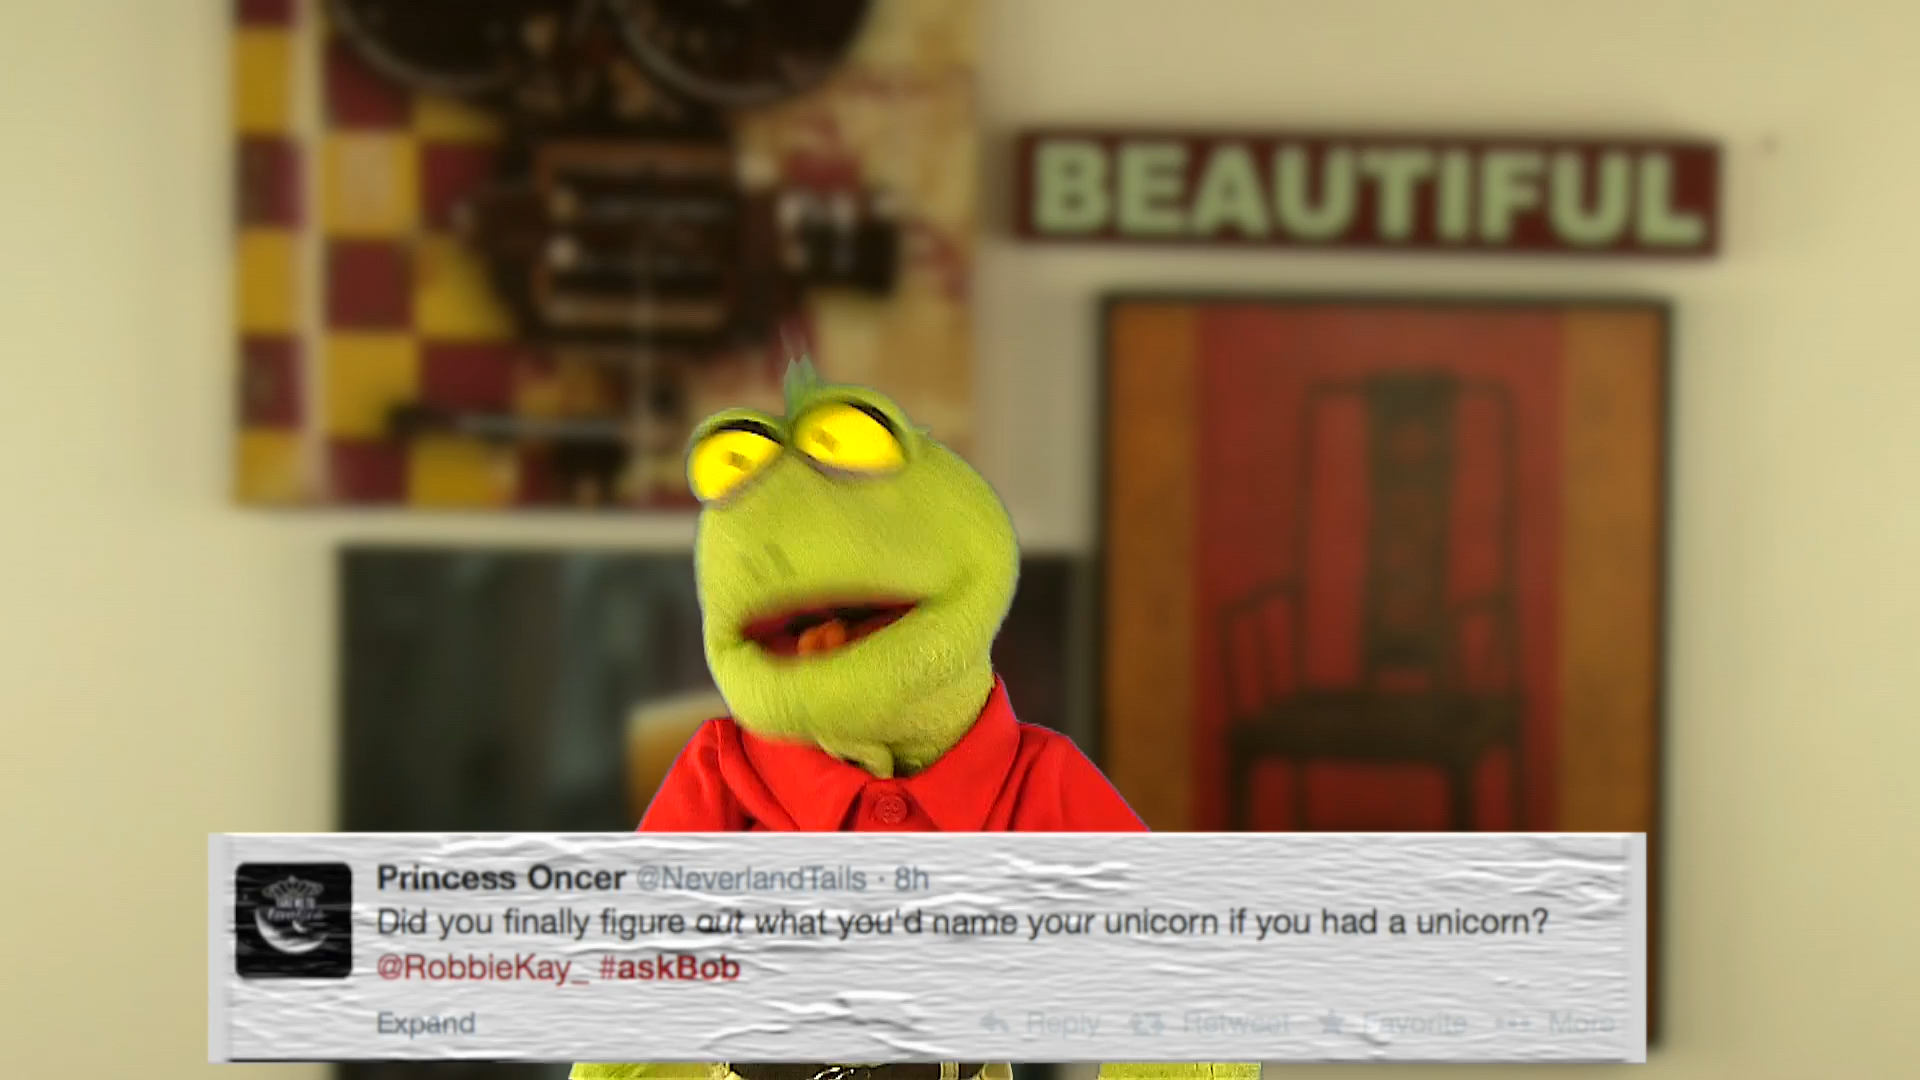 BEAUTIFUL
Princess Oncer @NeverlandTails · 8h
Did you finally figure out what you'd name your unicorn if you had a unicorn?
@RobbieKay_ #askBob
Expand Reply Retweet Favorite More